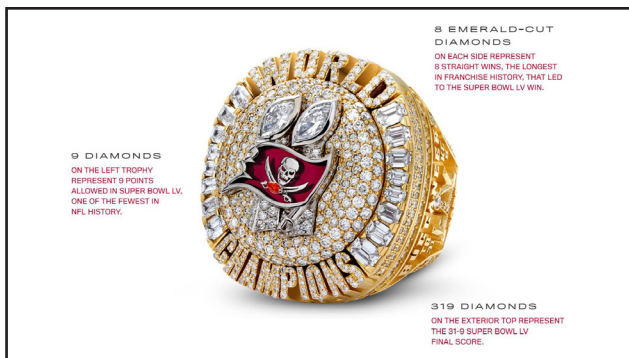 8 EMERALD-CUT
DIAMONDS
ON EACH SIDE REPRESENT
8 STRAIGHT WINS, THE LONGEST
IN FRANCHISE HISTORY, THAT LED
TO THE SUPER BOWL LV WIN.
WORLD
9 DIAMONDS
ON THE LEFT TROPHY
REPRESENT 9 POINTS
ALLOWED IN SUPER BOWL LV,
ONE OF THE FEWEST IN
NFL HISTORY.
CHAMPIONS
319 DIAMONDS
ON THE EXTERIOR TOP REPRESENT
THE 31-9 SUPER BOWL LV
FINAL SCORE.